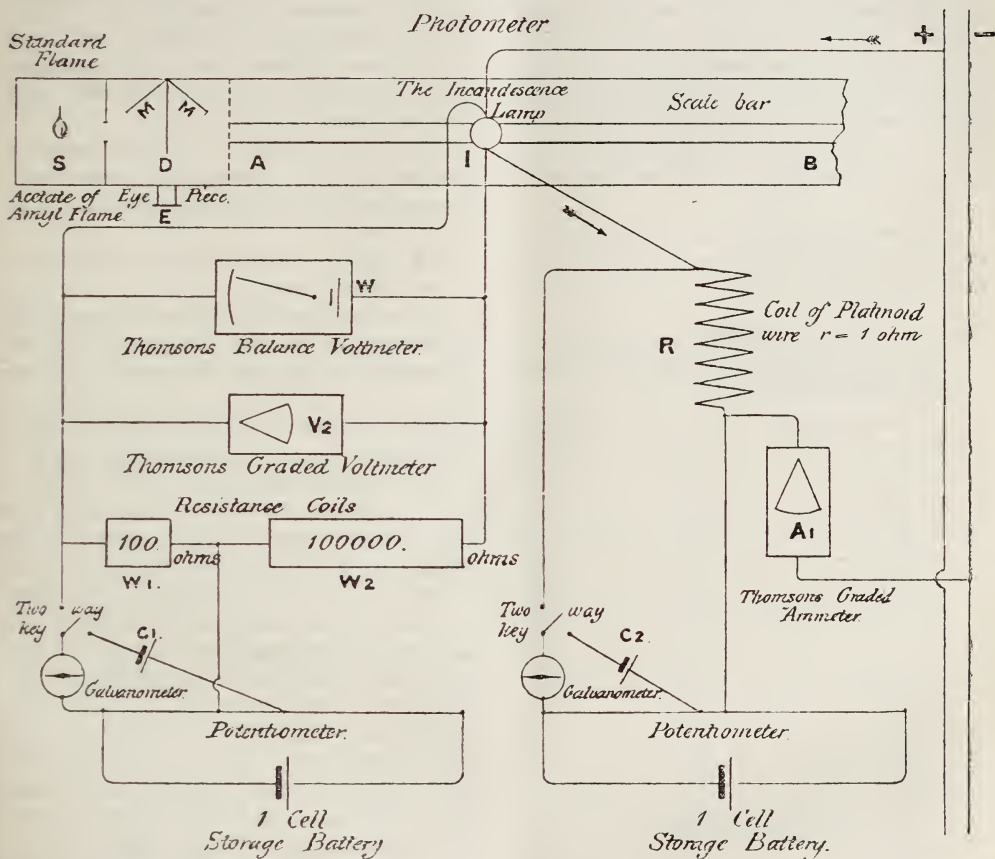 Photometer
+ -
Standard
Flame
The Incandescence
Lamp
Scale bar
M M
S D A I B
Acetate of
Amyl Flame
Eye Piece.
E
W
Thomsons Balance Voltmeter.
V2
Thomsons Graded Voltmeter
R
Coil of Platinoid
wire r = 1 ohm
Resistance Coils
100. ohms
100000. ohms
W1. W2
A1
Thomsons Graded
Ammeter.
Two way
key
C1.
Galvanometer.
Potentiometer.
1 Cell
Storage Battery
Two way
key
C2.
Galvanometer.
Potentiometer.
1 Cell
Storage Battery.